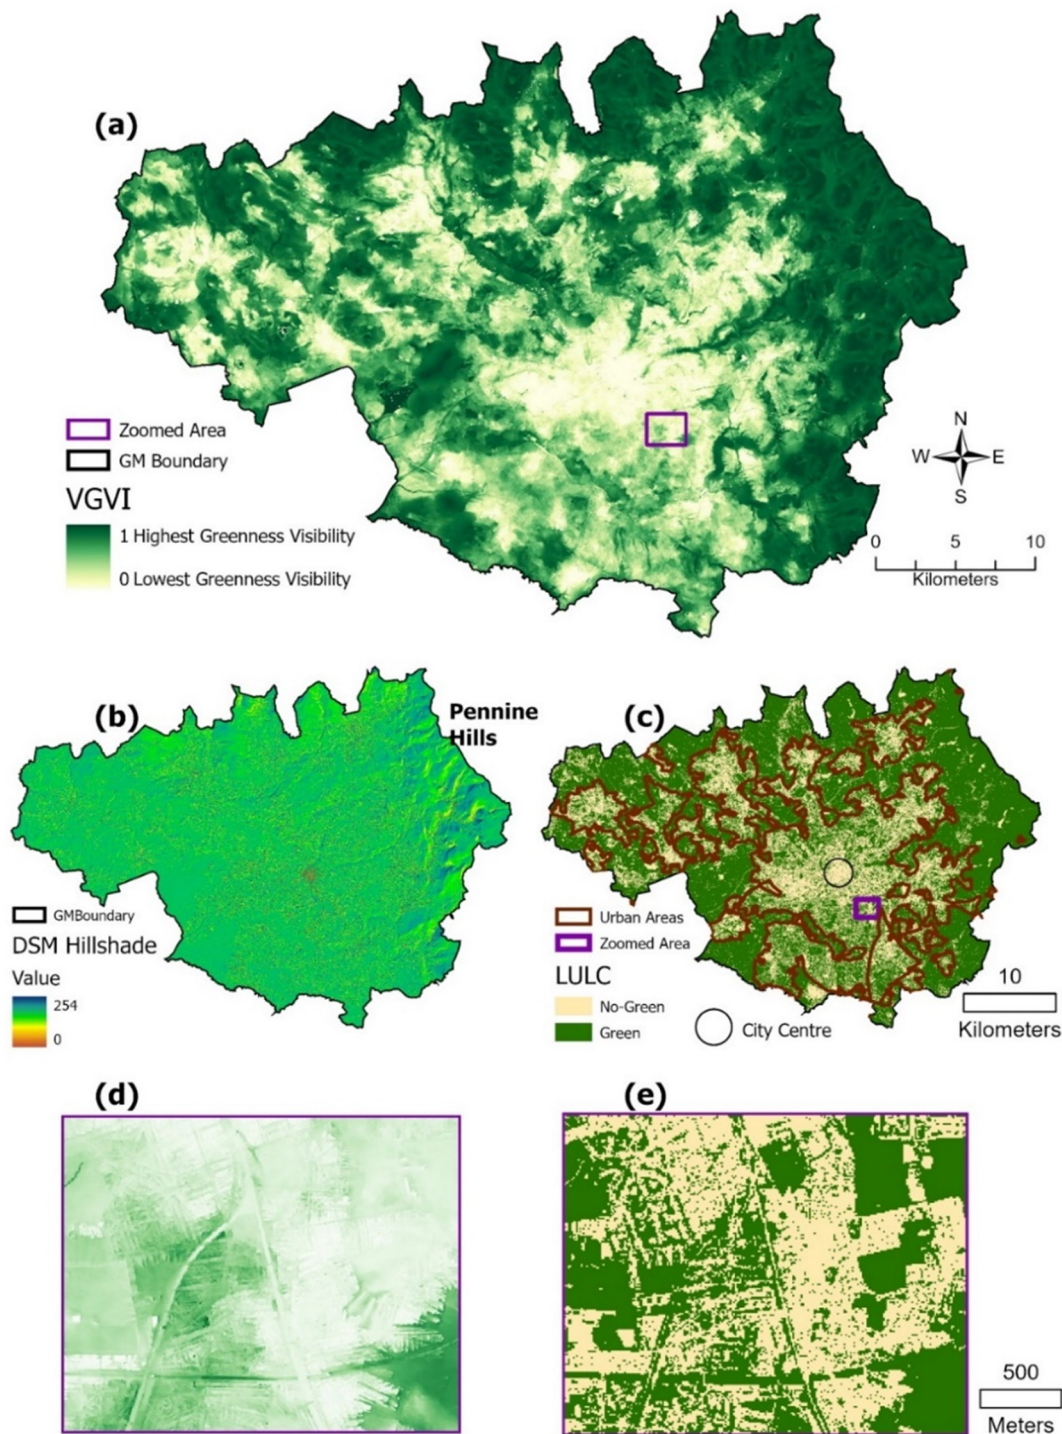 (a)
Zoomed Area
GM Boundary
VGVI
1 Highest Greenness Visibility
0 Lowest Greenness Visibility
N
W E
S
0 5 10
Kilometers
(b)
Pennine
Hills
GMBoundary
DSM Hillshade
Value
254
0
(c)
Urban Areas
Zoomed Area
LULC
No-Green
Green
City Centre
10
Kilometers
(d)
(e)
500
Meters